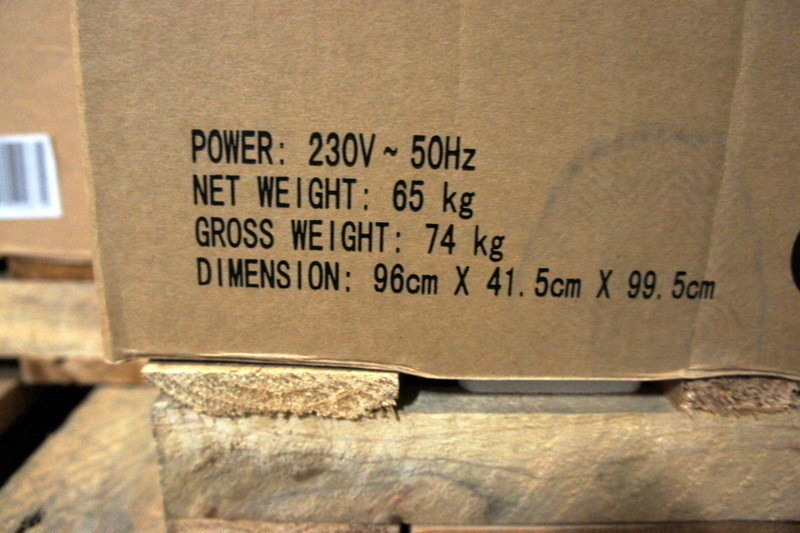 POWER: 230V ~ 50Hz
NET WEIGHT: 65 kg
GROSS WEIGHT: 74 kg
DIMENSION: 96cm X 41.5cm X 99.5cm